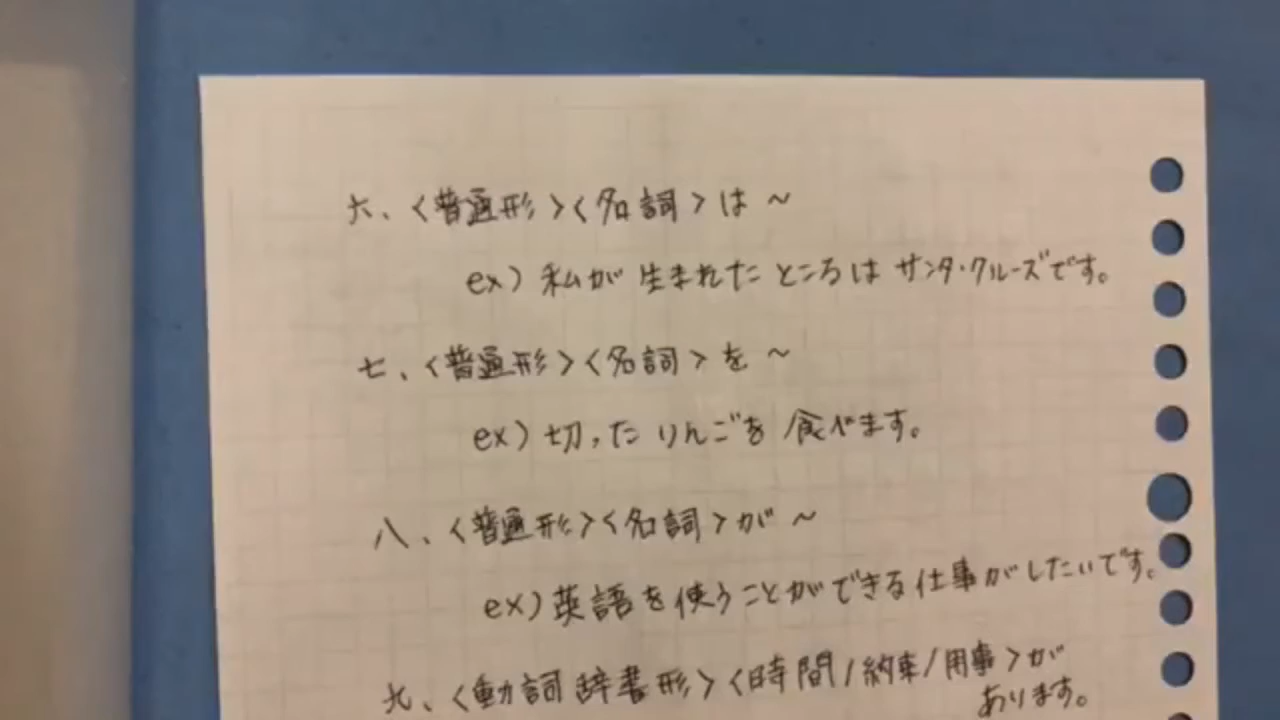 六、〈普通形〉〈名詞〉は～
ex) 私が生まれたところはサンタ・クルーズです。
七、〈普通形〉〈名詞〉を～
ex) 切ったりんごを食べます。
八、〈普通形〉〈名詞〉が～
ex) 英語を使うことができる仕事がしたいです。
九、〈動詞辞書形〉〈時間/約束/用事〉が
あります。